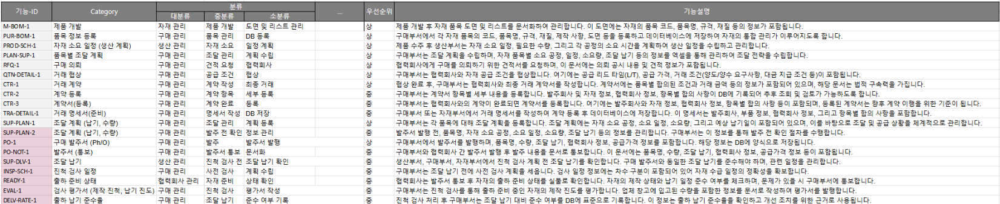 기능-ID Category 분류 ... 우선순위 기능설명
대분류 중분류 소분류
M-BOM-1 제품 개발 자재 관리 제품 개발 도면 및 리스트 관리 상 제품 개발 후 자재 품목 도면 및 리스트를 문서화하여 관리합니다. 이 도면에는 자재의 품목 코드, 품목명, 규격, 재질 등의 정보가 포함됩니다.
PUR-BOM-1 품목 정보 등록 구매 관리 품목 관리 DB 등록 상 구매부서에서 각 자재 품목의 코드, 품목명, 규격, 재질, 제작 사항, 도면 등을 등록하고 데이터베이스에 저장하여 자재의 통합 관리가 이루어지도록 합니다.
PROD-SCH-1 자재 소요 일정 (생산 계획) 생산 관리 자재 소요 일정 계획 상 제품 수주 후 생산부서는 자재 소요 일정, 필요한 수량, 그리고 각 공정의 소요 시간을 계획하여 생산 일정을 수립하고 관리합니다.
PLAN-SUP-1 품목별 조달 계획 구매 관리 조달 관리 계획 수립 상 구매부서는 조달 계획을 수립하며, 자재 품목별 소요 공정, 일정, 소요량, 조달 납기 등의 정보를 엑셀을 통해 관리하여 조달 전략을 수립합니다.
RFQ-1 구매 의뢰 구매 관리 견적 요청 협력회사 상 협력회사에게 구매를 의뢰하기 위한 견적서를 요청하며, 이 문서에는 의뢰 공시 내용 및 견적 정보가 포함됩니다.
QTN-DETAIL-1 거래 협상 구매 관리 공급 조건 협상 상 구매부서는 협력회사와 자재 공급 조건을 협상합니다. 여기에는 공급 리드 타임(L/T), 공급 가격, 거래 조건(양도/양수 요구사항, 대금 지급 조건 등)이 포함됩니다.
CTR-1 거래 계약 구매 관리 계약 작성 최종 거래 상 협상 완료 후, 구매부서는 협력회사와 최종 거래 계약서를 작성합니다. 계약서에는 품목별 합의된 조건과 거래 금액 등의 정보가 포함되어 있으며, 해당 문서는 법적 구속력을 가집니다.
CTR-2 계약 등록 구매 관리 계약 항목 세부 등록 중 구매부서는 계약서 항목별 세부 내용을 등록합니다. 발주회사 및 자재 정보, 협력회사 정보, 항목별 합의 사항이 DB에 기록되어 추후 조회 및 검토가 가능하도록 합니다.
CTR-3 계약서(등록) 구매 관리 계약 완료 등록 중 구매부서는 협력회사와의 계약이 완료되면 계약서를 등록합니다. 여기에는 발주회사와 자재 정보, 협력회사 정보, 항목별 합의 사항 등이 포함되며, 등록된 계약서는 향후 계약 이행을 위한 기준이 됩니다.
TRA-DETAIL-1 거래 명세서(준비) 구매 관리 명세서 작성 DB 저장 중 구매부서 또는 자재부서에서 거래 명세서를 작성하여 계약 등록 후 데이터베이스에 저장합니다. 이 명세서는 발주회사, 부품 정보, 협력회사 정보, 그리고 항목별 합의 사항을 포함합니다.
SUP-PLAN-1 조달 계획 (납기, 수량) 구매 관리 조달 관리 계획 등록 상 구매부서는 각 품목에 대해 조달 계획을 등록합니다. 조달 계획에는 자재 소요 공정, 소요 일정, 소요량, 그리고 예상 납기일이 포함되어 있으며, 이를 바탕으로 조달 및 공급 상황을 체계적으로 관리합니다.
SUP-PLAN-2 조달 계획 (납기, 수량) 구매 관리 발주 전 확인 정보 관리 중 발주서 발행 전, 품목명, 자재 소요 공정, 소요 일정, 소요량, 조달 납기 등의 정보를 관리합니다. 구매부서는 이 정보를 통해 발주 전 확인 절차를 수행합니다.
PO-1 구매 발주서 (Ph/O) 구매 관리 발주 발주서 발행 상 구매부서에서 발주서를 발행하며, 품목명, 수량, 조달 납기, 협력회사 정보, 공급가격 정보를 포함합니다. 해당 정보는 DB에 양식으로 저장됩니다.
PO-NOT-1 발주서 (통보) 구매 관리 발주서 통보 문서화 중 구매부서와 협력회사 간 발주서 발행 후 발주 내용을 문서로 통보합니다. 이 문서에는 품목명, 수량, 조달 납기, 협력회사 정보, 공급가격 정보 등이 포함됩니다.
SUP-DLV-1 조달 납기 생산 관리 진척 검사 전 조달 납기 확인 중 생산부서, 구매부서, 자재부서에서 진척 검사 계획 전 조달 납기를 확인합니다. 구매 발주서와 동일한 조달 납기를 준수해야 하며, 관련 일정을 관리합니다.
INSP-SCH-1 진척 검사 일정 구매 관리 사전 검사 계획 수립 중 구매부서는 조달 납기 전에 사전 검사 계획을 세웁니다. 검사 일정 정보에는 차수 구분이 포함되어 있어 자재 수급 일정의 정확성을 확보합니다.
READY-1 출하 준비 상태 협력회사 관리 자재 준비 상태 확인 중 협력회사는 발주서 통보 후 자재의 출하 준비 상태를 실물로 확인합니다. 자재의 제작 상태와 납기 일정 준수 여부를 체크하며, 문제가 있을 시 구매부서에 통보합니다.
EVAL-1 검사 평가서 (제작 진척, 납기 진도) 구매 관리 진척 검사 평가서 작성 중 구매부서는 진척 검사를 통해 출하 준비 중인 자재의 제작 진척도를 평가합니다. 업체 창고에 입고된 수량을 포함한 정보를 문서로 작성하여 평가서를 발행합니다.
DELV-RATE-1 출하 납기 준수율 구매 관리 조달 납기 준수 여부 기록 중 진척 검사 처리 후 구매부서는 조달 납기 대비 준수 여부를 DB에 표준으로 기록합니다. 이 정보는 출하 납기 준수율을 확인하고 개선 조치를 위한 근거로 사용됩니다.